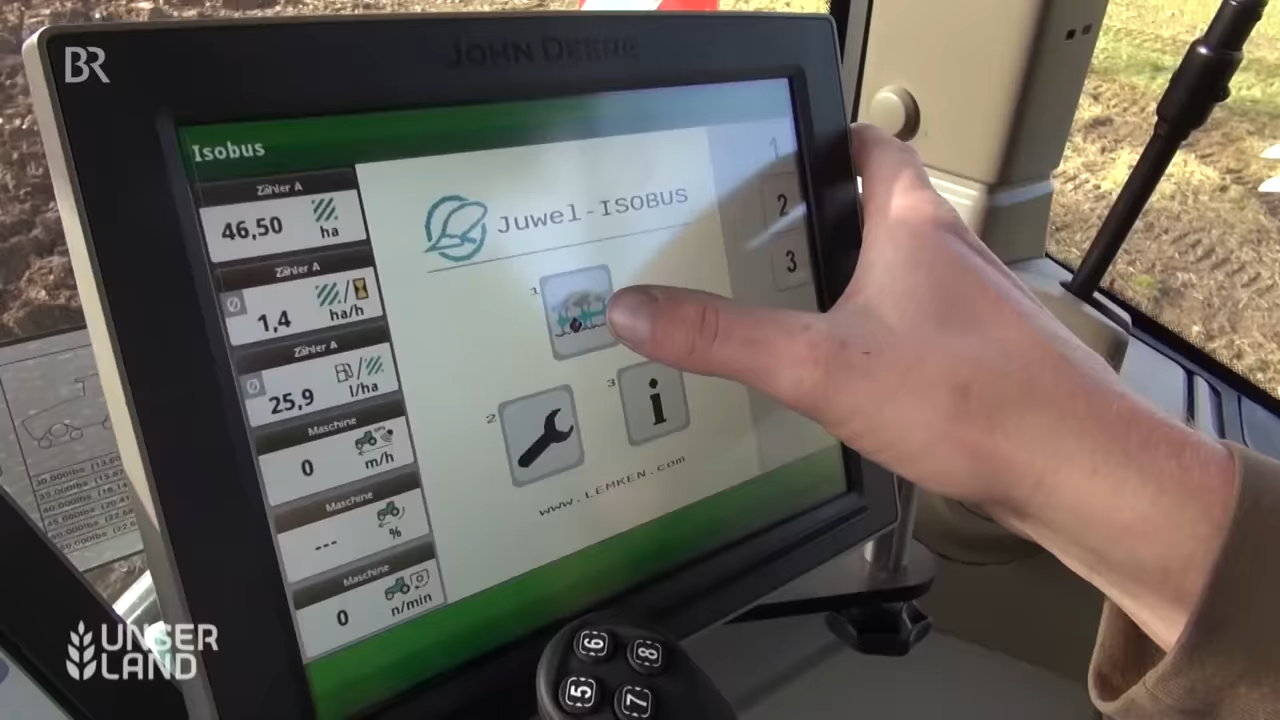 BR
JOHN DEERE
Isobus
Zähler A
46,50
ha
Zähler A
Ø
1,4
ha/h
Zähler A
Ø
25,9
l/ha
Maschine
0
m/h
Maschine
---
%
Maschine
0
n/min
Juwel-ISOBUS
1
2
3
i
www.LEMKEN.com
1
2
3
6
8
5
7
UNSER
LAND